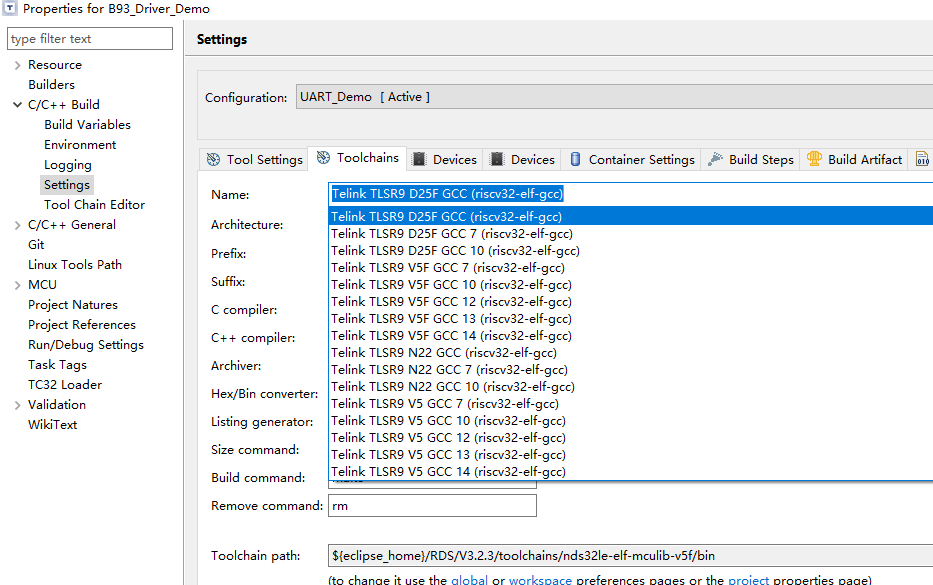 Properties for B93_Driver_Demo
type filter text
Resource
Builders
C/C++ Build
Build Variables
Environment
Logging
Settings
Tool Chain Editor
C/C++ General
Git
Linux Tools Path
MCU
Project Natures
Project References
Run/Debug Settings
Task Tags
TC32 Loader
Validation
WikiText
Settings
Configuration: UART_Demo [ Active ]
Tool Settings Toolchains Devices Devices Container Settings Build Steps Build Artifact
Name: Telink TLSR9 D25F GCC (riscv32-elf-gcc)
Architecture:
Prefix:
Suffix:
C compiler:
C++ compiler:
Archiver:
Hex/Bin converter:
Listing generator:
Size command:
Build command:
Remove command: rm
Telink TLSR9 D25F GCC (riscv32-elf-gcc)
Telink TLSR9 D25F GCC 7 (riscv32-elf-gcc)
Telink TLSR9 D25F GCC 10 (riscv32-elf-gcc)
Telink TLSR9 V5F GCC 7 (riscv32-elf-gcc)
Telink TLSR9 V5F GCC 10 (riscv32-elf-gcc)
Telink TLSR9 V5F GCC 12 (riscv32-elf-gcc)
Telink TLSR9 V5F GCC 13 (riscv32-elf-gcc)
Telink TLSR9 V5F GCC 14 (riscv32-elf-gcc)
Telink TLSR9 N22 GCC (riscv32-elf-gcc)
Telink TLSR9 N22 GCC 7 (riscv32-elf-gcc)
Telink TLSR9 N22 GCC 10 (riscv32-elf-gcc)
Telink TLSR9 V5 GCC 7 (riscv32-elf-gcc)
Telink TLSR9 V5 GCC 10 (riscv32-elf-gcc)
Telink TLSR9 V5 GCC 12 (riscv32-elf-gcc)
Telink TLSR9 V5 GCC 13 (riscv32-elf-gcc)
Telink TLSR9 V5 GCC 14 (riscv32-elf-gcc)
Toolchain path: ${eclipse_home}/RDS/V3.2.3/toolchains/nds32le-elf-mculib-v5f/bin
(to change it use the global or workspace preferences pages or the project properties page)